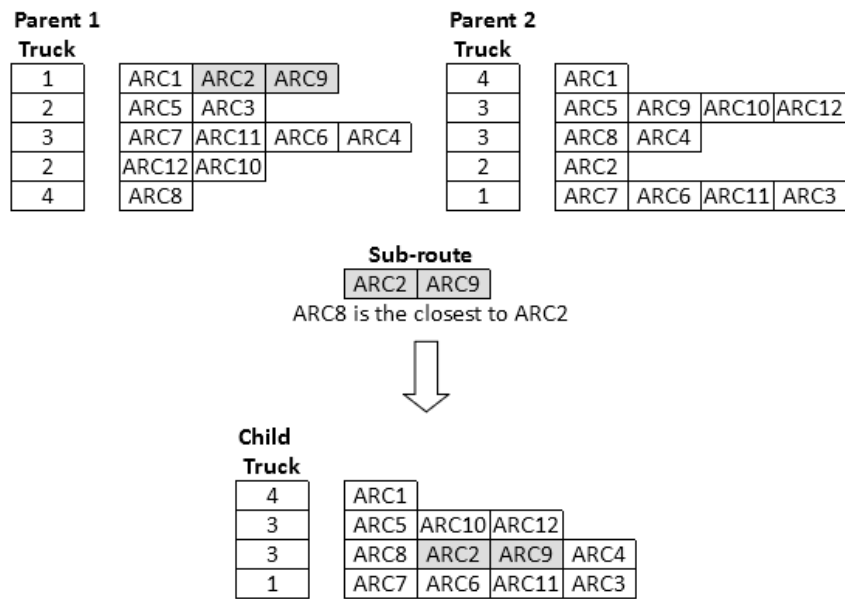 Parent 1 Parent 2
Truck Truck
1 ARC1 ARC2 ARC9 4 ARC1
2 ARC5 ARC3 3 ARC5 ARC9 ARC10 ARC12
3 ARC7 ARC11 ARC6 ARC4 3 ARC8 ARC4
2 ARC12 ARC10 2 ARC2
4 ARC8 1 ARC7 ARC6 ARC11 ARC3
Sub-route
ARC2 ARC9
ARC8 is the closest to ARC2
Child
Truck
4 ARC1
3 ARC5 ARC10 ARC12
3 ARC8 ARC2 ARC9 ARC4
1 ARC7 ARC6 ARC11 ARC3